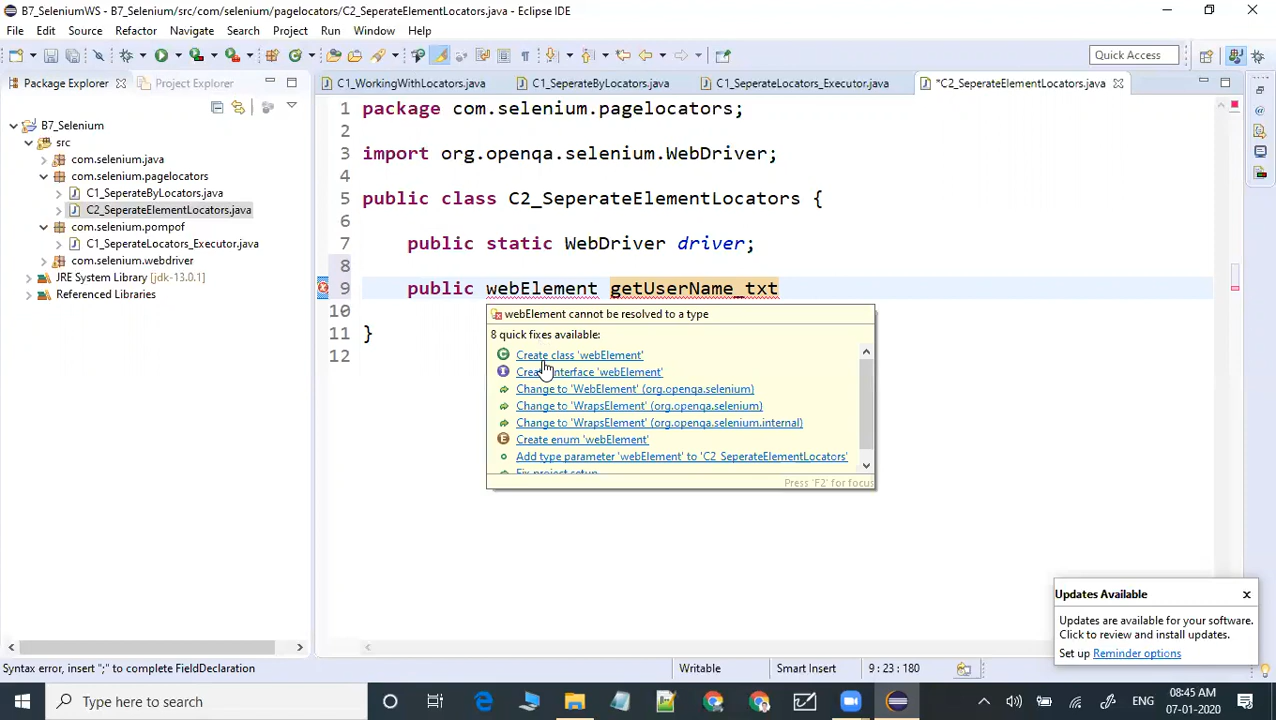 B7_SeleniumWS - B7_Selenium/src/com/selenium/pagelocators/C2_SeperateElementLocators.java - Eclipse IDE
File Edit Source Refactor Navigate Search Project Run Window Help
Quick Access
Package Explorer Project Explorer
C1_WorkingWithLocators.java C1_SeperateByLocators.java C1_SeperateLocators_Executor.java *C2_SeperateElementLocators.java
B7_Selenium
src
com.selenium.java
com.selenium.pagelocators
C1_SeperateByLocators.java
C2_SeperateElementLocators.java
com.selenium.pompof
C1_SeperateLocators_Executor.java
com.selenium.webdriver
JRE System Library [jdk-13.0.1]
Referenced Libraries
1 package com.selenium.pagelocators;
2
3 import org.openqa.selenium.WebDriver;
4
5 public class C2_SeperateElementLocators {
6
7 public static WebDriver driver;
8
9 public webElement getUserName_txt
10
11 }
12
webElement cannot be resolved to a type
8 quick fixes available:
Create class 'webElement'
Create interface 'webElement'
Change to 'WebElement' (org.openqa.selenium)
Change to 'WrapsElement' (org.openqa.selenium)
Change to 'WrapsElement' (org.openqa.selenium.internal)
Create enum 'webElement'
Add type parameter 'webElement' to 'C2_SeperateElementLocators'
Fix project setup...
Press 'F2' for focus
Updates Available x
Updates are available for your software.
Click to review and install updates.
Set up Reminder options
Syntax error, insert ";" to complete FieldDeclaration Writable Smart Insert 9 : 23 : 180
Type here to search
ENG
08:45 AM
07-01-2020